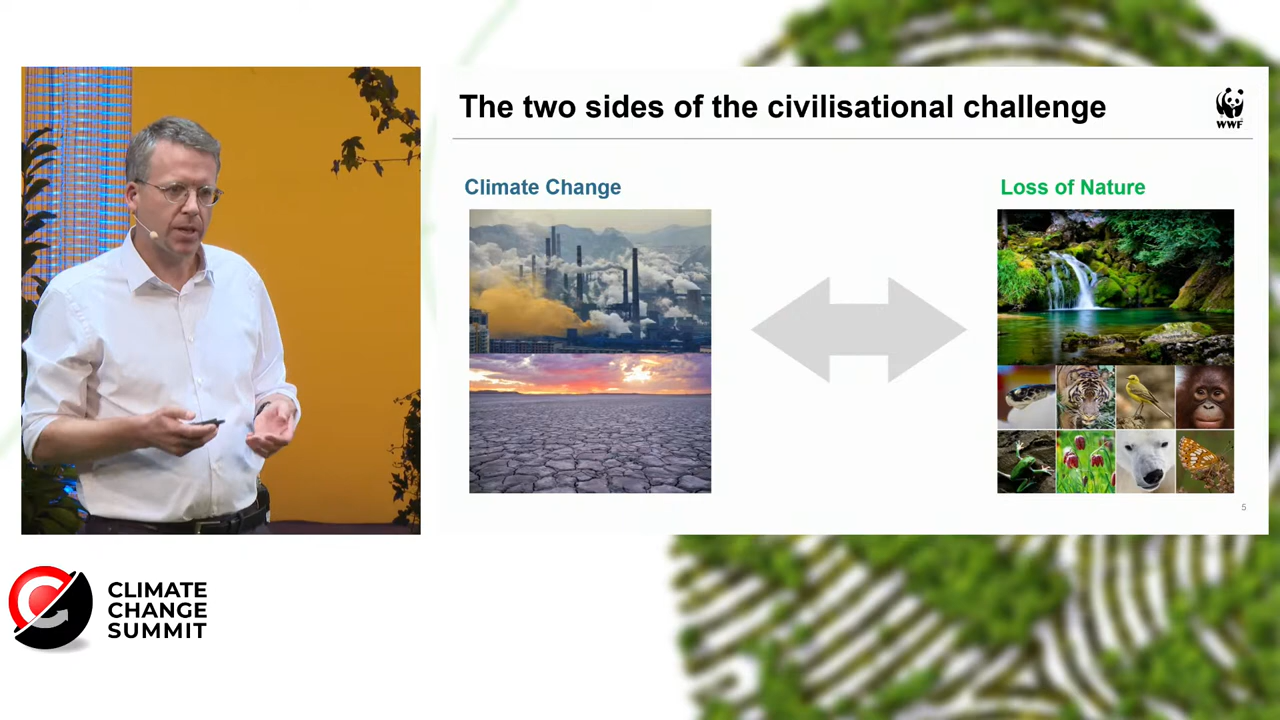 The two sides of the civilisational challenge
WWF
Climate Change
Loss of Nature
5
CLIMATE
CHANGE
SUMMIT